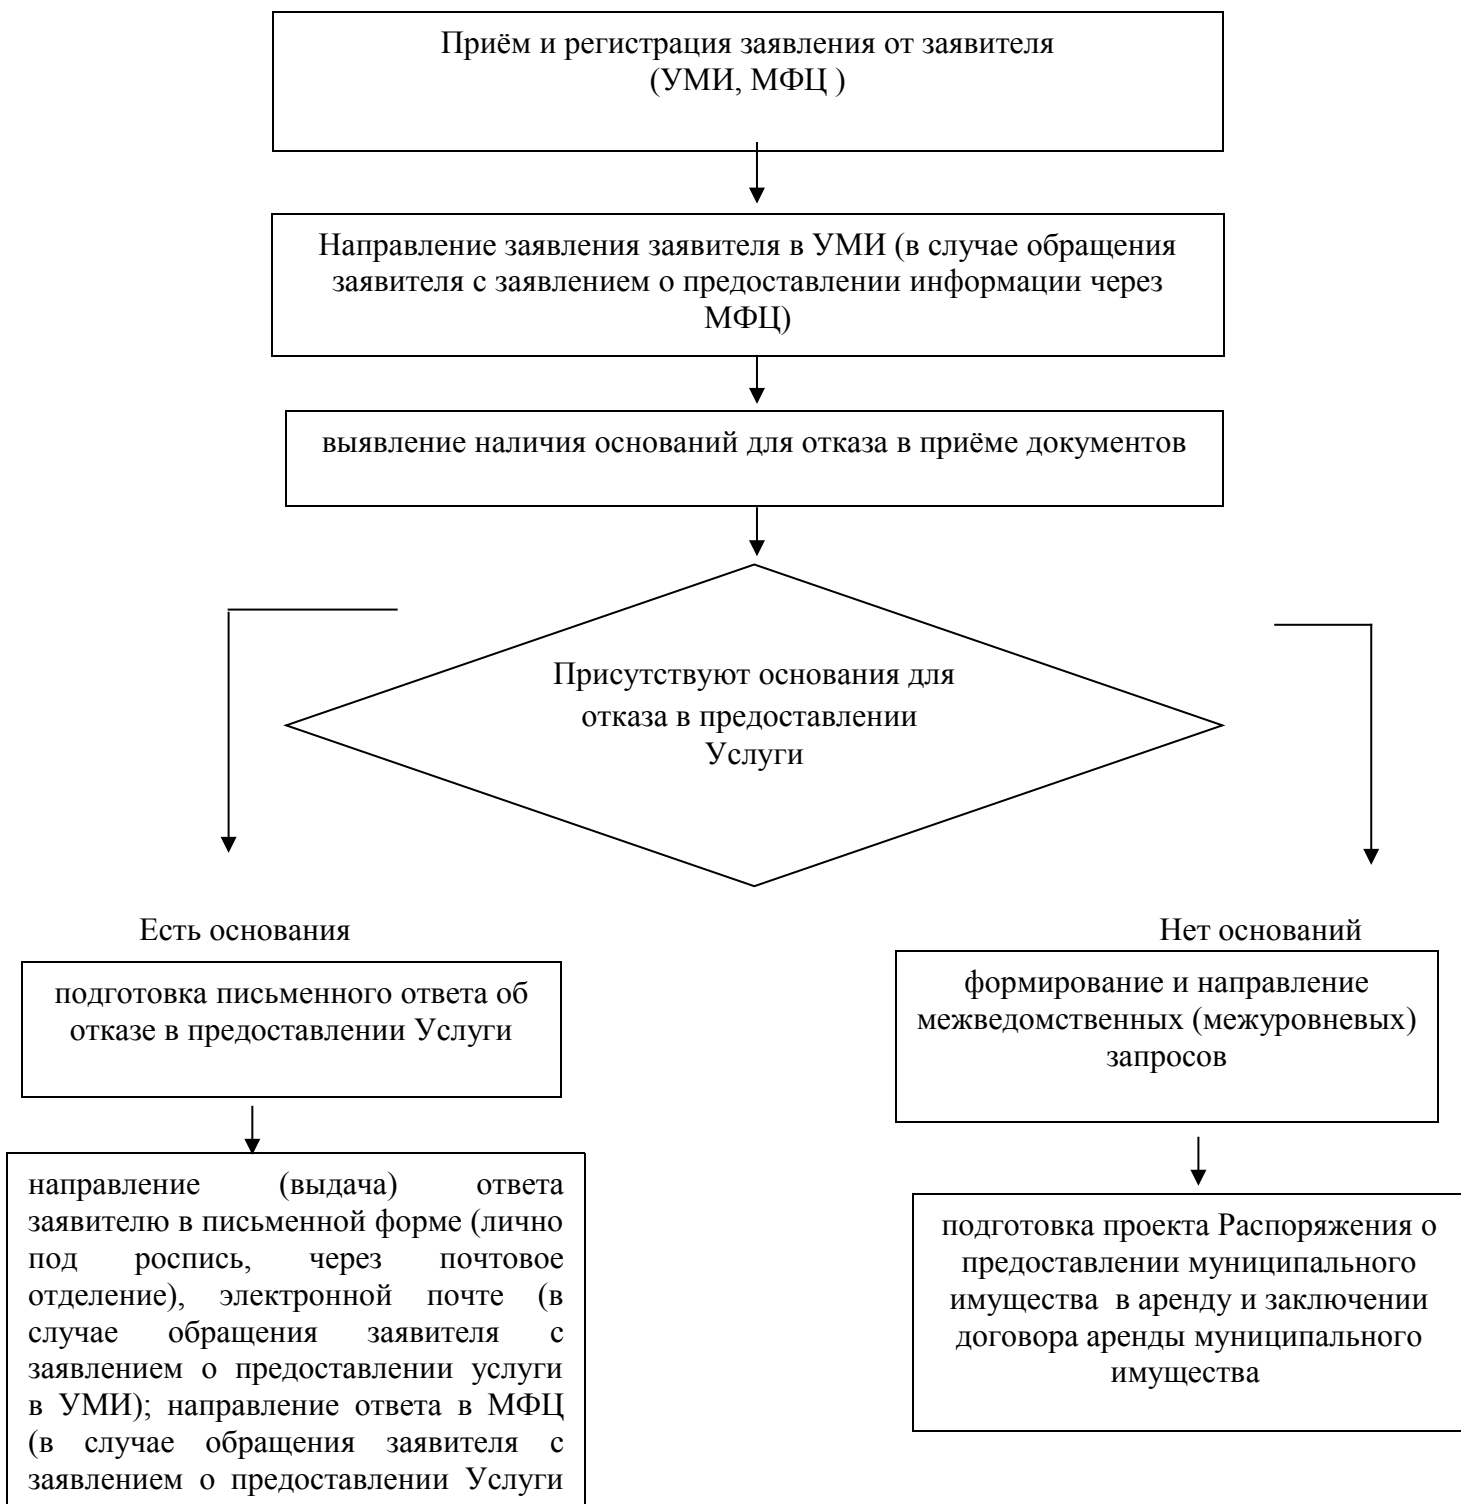 Приём и регистрация заявления от заявителя
(УМИ, МФЦ )
Направление заявления заявителя в УМИ (в случае обращения
заявителя с заявлением о предоставлении информации через
МФЦ)
выявление наличия оснований для отказа в приёме документов
Присутствуют основания для
отказа в предоставлении
Услуги
Есть основания
подготовка письменного ответа об
отказе в предоставлении Услуги
направление (выдача) ответа
заявителю в письменной форме (лично
под роспись, через почтовое
отделение), электронной почте (в
случае обращения заявителя с
заявлением о предоставлении услуги
в УМИ); направление ответа в МФЦ
(в случае обращения заявителя с
заявлением о предоставлении Услуги
Нет оснований
формирование и направление
межведомственных (межуровневых)
запросов
подготовка проекта Распоряжения о
предоставлении муниципального
имущества в аренду и заключении
договора аренды муниципального
имущества